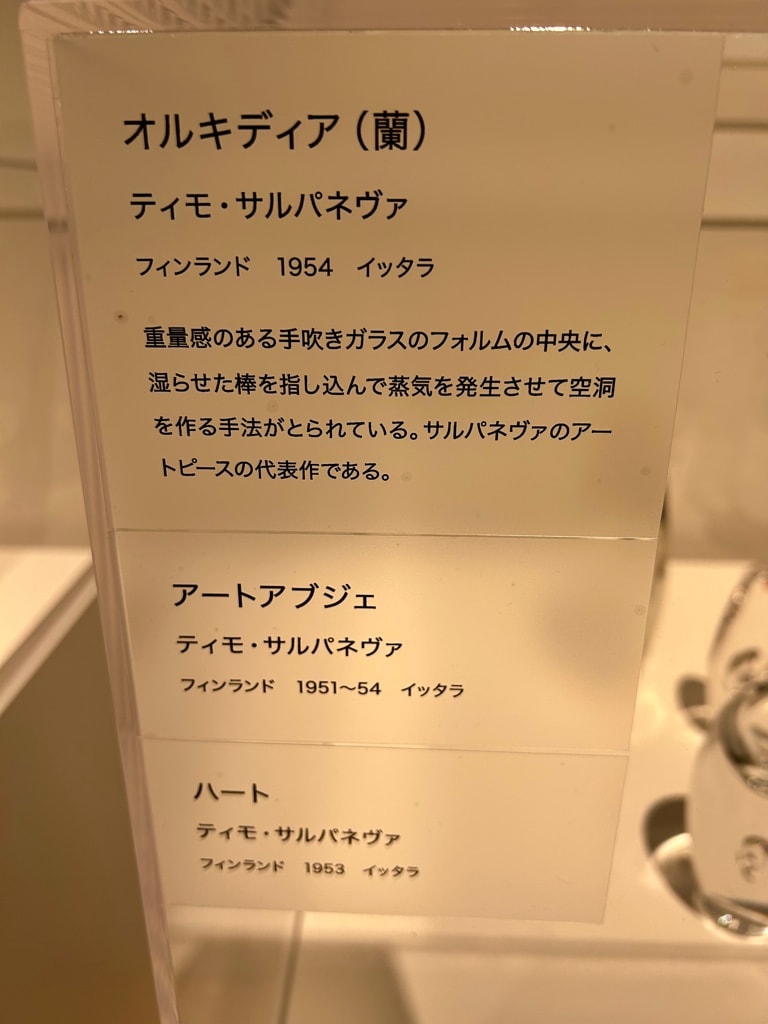 オルキディア（蘭）
ティモ・サルパネヴァ
フィンランド　1954　イッタラ
重量感のある手吹きガラスのフォルムの中央に、
湿らせた棒を指し込んで蒸気を発生させて空洞
を作る手法がとられている。サルパネヴァのアー
トピースの代表作である。
アートアブジェ
ティモ・サルパネヴァ
フィンランド　1951〜54　イッタラ
ハート
ティモ・サルパネヴァ
フィンランド　1953　イッタラ